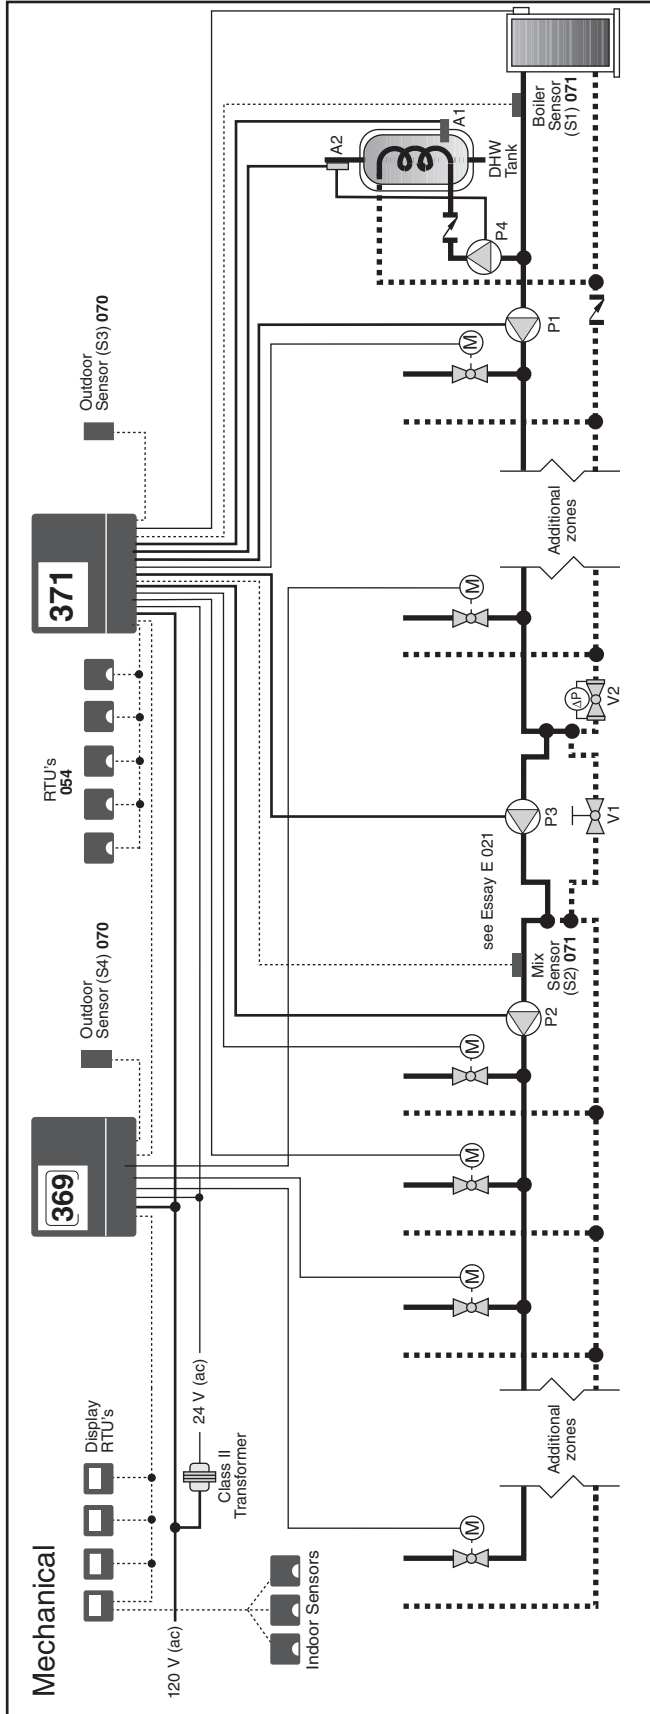 Mechanical
Display
RTU's
369
Outdoor
Sensor (S4) 070
RTU's
054
371
Outdoor
Sensor (S3) 070
120 V (ac)
Class II
Transformer
24 V (ac)
Indoor Sensors
A2
A1
DHW
Tank
Boiler
Sensor
(S1) 071
P4
P1
M
M
M
M
M
M
see Essay E 021
Additional
zones
P2
Mix
Sensor
(S2) 071
P3
V1
ΔP
V2
Additional
zones